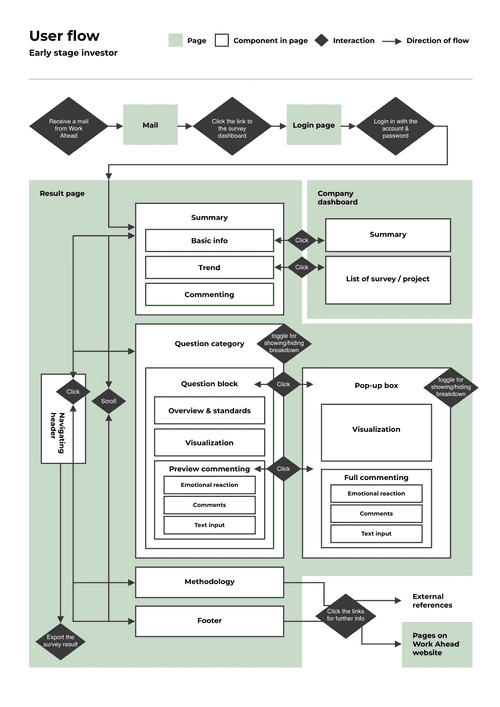 User flow
Early stage investor
Page
Component in page
Interaction
Direction of flow
Receive a mail
from Work
Ahead
Mail
Click the link to
the survey
dashboard
Login page
Login in with the
account &
password
Result page
Company
dashboard
Summary
Basic info
Trend
Commenting
Click
Click
Summary
List of survey / project
Question category
toggle for
showing/hiding
breakdown
Question block
Overview & standards
Visualization
Preview commenting
Emotional reaction
Comments
Text input
Click
Click
Pop-up box
toggle for
showing/hiding
breakdown
Visualization
Full commenting
Emotional reaction
Comments
Text input
Click
Scroll
Navigating
header
Methodology
Footer
Export the
survey result
Click the links
for further info
External
references
Pages on
Work Ahead
website